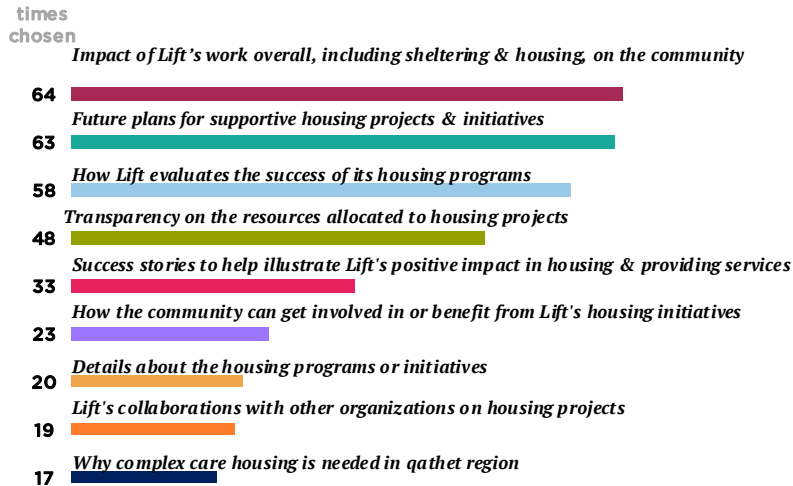 times
chosen
Impact of Lift’s work overall, including sheltering & housing, on the community
64
Future plans for supportive housing projects & initiatives
63
How Lift evaluates the success of its housing programs
58
Transparency on the resources allocated to housing projects
48
Success stories to help illustrate Lift's positive impact in housing & providing services
33
How the community can get involved in or benefit from Lift's housing initiatives
23
Details about the housing programs or initiatives
20
Lift's collaborations with other organizations on housing projects
19
Why complex care housing is needed in qathet region
17